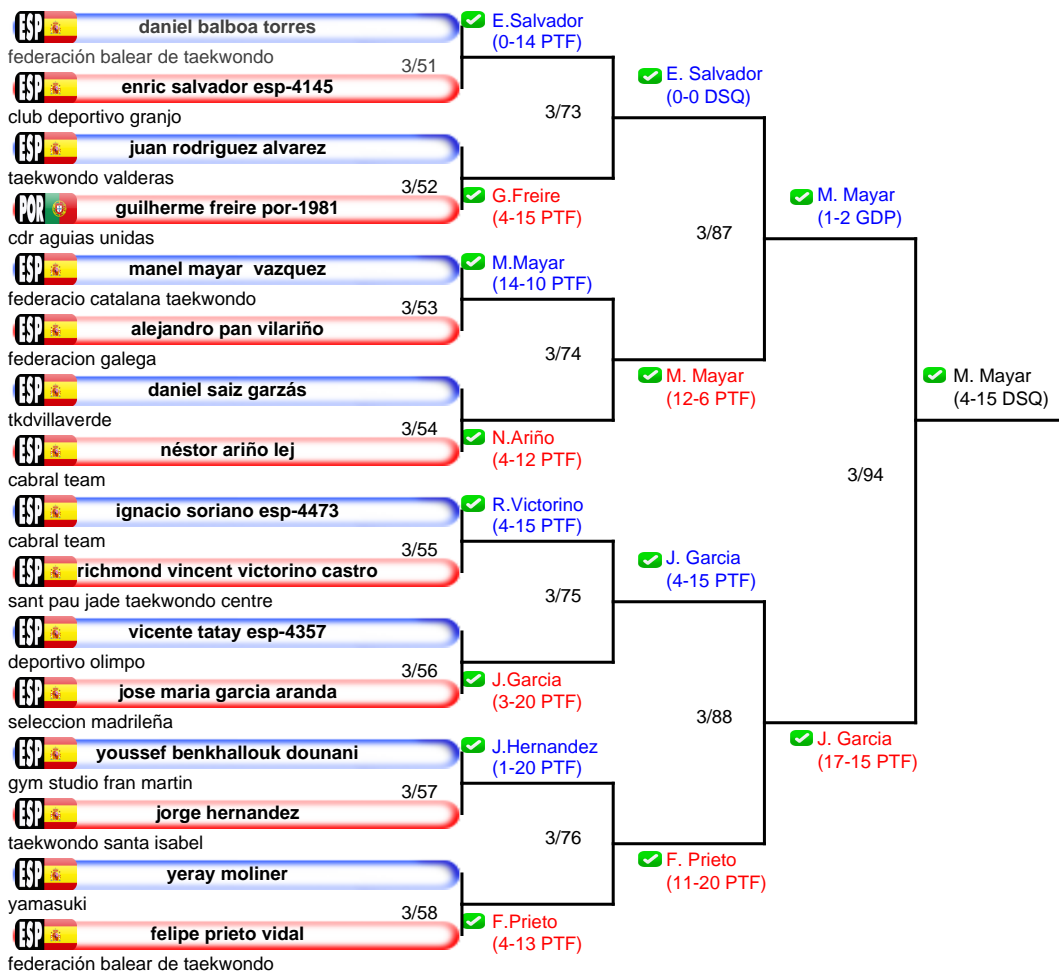 ESP daniel balboa torres
federación balear de taekwondo
3/51
ESP enric salvador esp-4145
club deportivo granjo
ESP juan rodriguez alvarez
taekwondo valderas
3/52
POR guilherme freire por-1981
cdr aguias unidas
ESP manel mayar vazquez
federacio catalana taekwondo
3/53
ESP alejandro pan vilariño
federacion galega
ESP daniel saiz garzás
tkdvillaverde
3/54
ESP néstor ariño lej
cabral team
ESP ignacio soriano esp-4473
cabral team
3/55
ESP richmond vincent victorino castro
sant pau jade taekwondo centre
ESP vicente tatay esp-4357
deportivo olimpo
3/56
ESP jose maria garcia aranda
seleccion madrileña
ESP youssef benkhallouk dounani
gym studio fran martin
3/57
ESP jorge hernandez
taekwondo santa isabel
ESP yeray moliner
yamasuki
3/58
ESP felipe prieto vidal
federación balear de taekwondo
E.Salvador
(0-14 PTF)
3/73
G.Freire
(4-15 PTF)
M.Mayar
(14-10 PTF)
3/74
N.Ariño
(4-12 PTF)
R.Victorino
(4-15 PTF)
3/75
J.Garcia
(3-20 PTF)
J.Hernandez
(1-20 PTF)
3/76
F.Prieto
(4-13 PTF)
E. Salvador
(0-0 DSQ)
3/87
M. Mayar
(12-6 PTF)
J. Garcia
(4-15 PTF)
3/88
F. Prieto
(11-20 PTF)
M. Mayar
(1-2 GDP)
3/94
J. Garcia
(17-15 PTF)
M. Mayar
(4-15 DSQ)